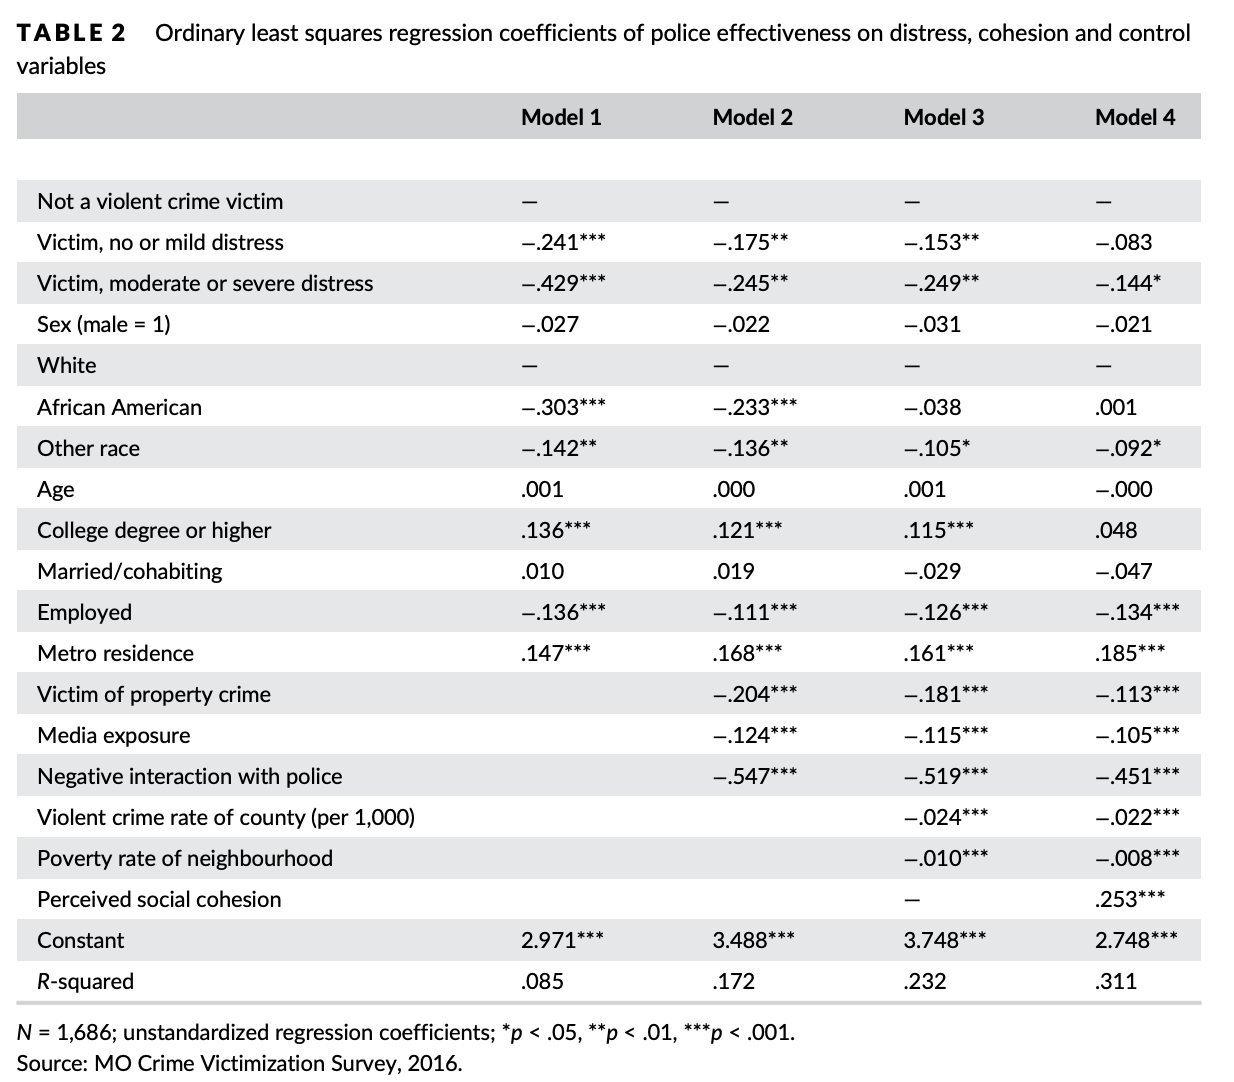 TABLE 2 Ordinary least squares regression coefficients of police effectiveness on distress, cohesion and control
variables
Model 1 Model 2 Model 3 Model 4
Not a violent crime victim — — — —
Victim, no or mild distress −.241*** −.175** −.153** −.083
Victim, moderate or severe distress −.429*** −.245** −.249** −.144*
Sex (male = 1) −.027 −.022 −.031 −.021
White — — — —
African American −.303*** −.233*** −.038 .001
Other race −.142** −.136** −.105* −.092*
Age .001 .000 .001 −.000
College degree or higher .136*** .121*** .115*** .048
Married/cohabiting .010 .019 −.029 −.047
Employed −.136*** −.111*** −.126*** −.134***
Metro residence .147*** .168*** .161*** .185***
Victim of property crime −.204*** −.181*** −.113***
Media exposure −.124*** −.115*** −.105***
Negative interaction with police −.547*** −.519*** −.451***
Violent crime rate of county (per 1,000) −.024*** −.022***
Poverty rate of neighbourhood −.010*** −.008***
Perceived social cohesion — .253***
Constant 2.971*** 3.488*** 3.748*** 2.748***
R-squared .085 .172 .232 .311
N = 1,686; unstandardized regression coefficients; *p < .05, **p < .01, ***p < .001.
Source: MO Crime Victimization Survey, 2016.